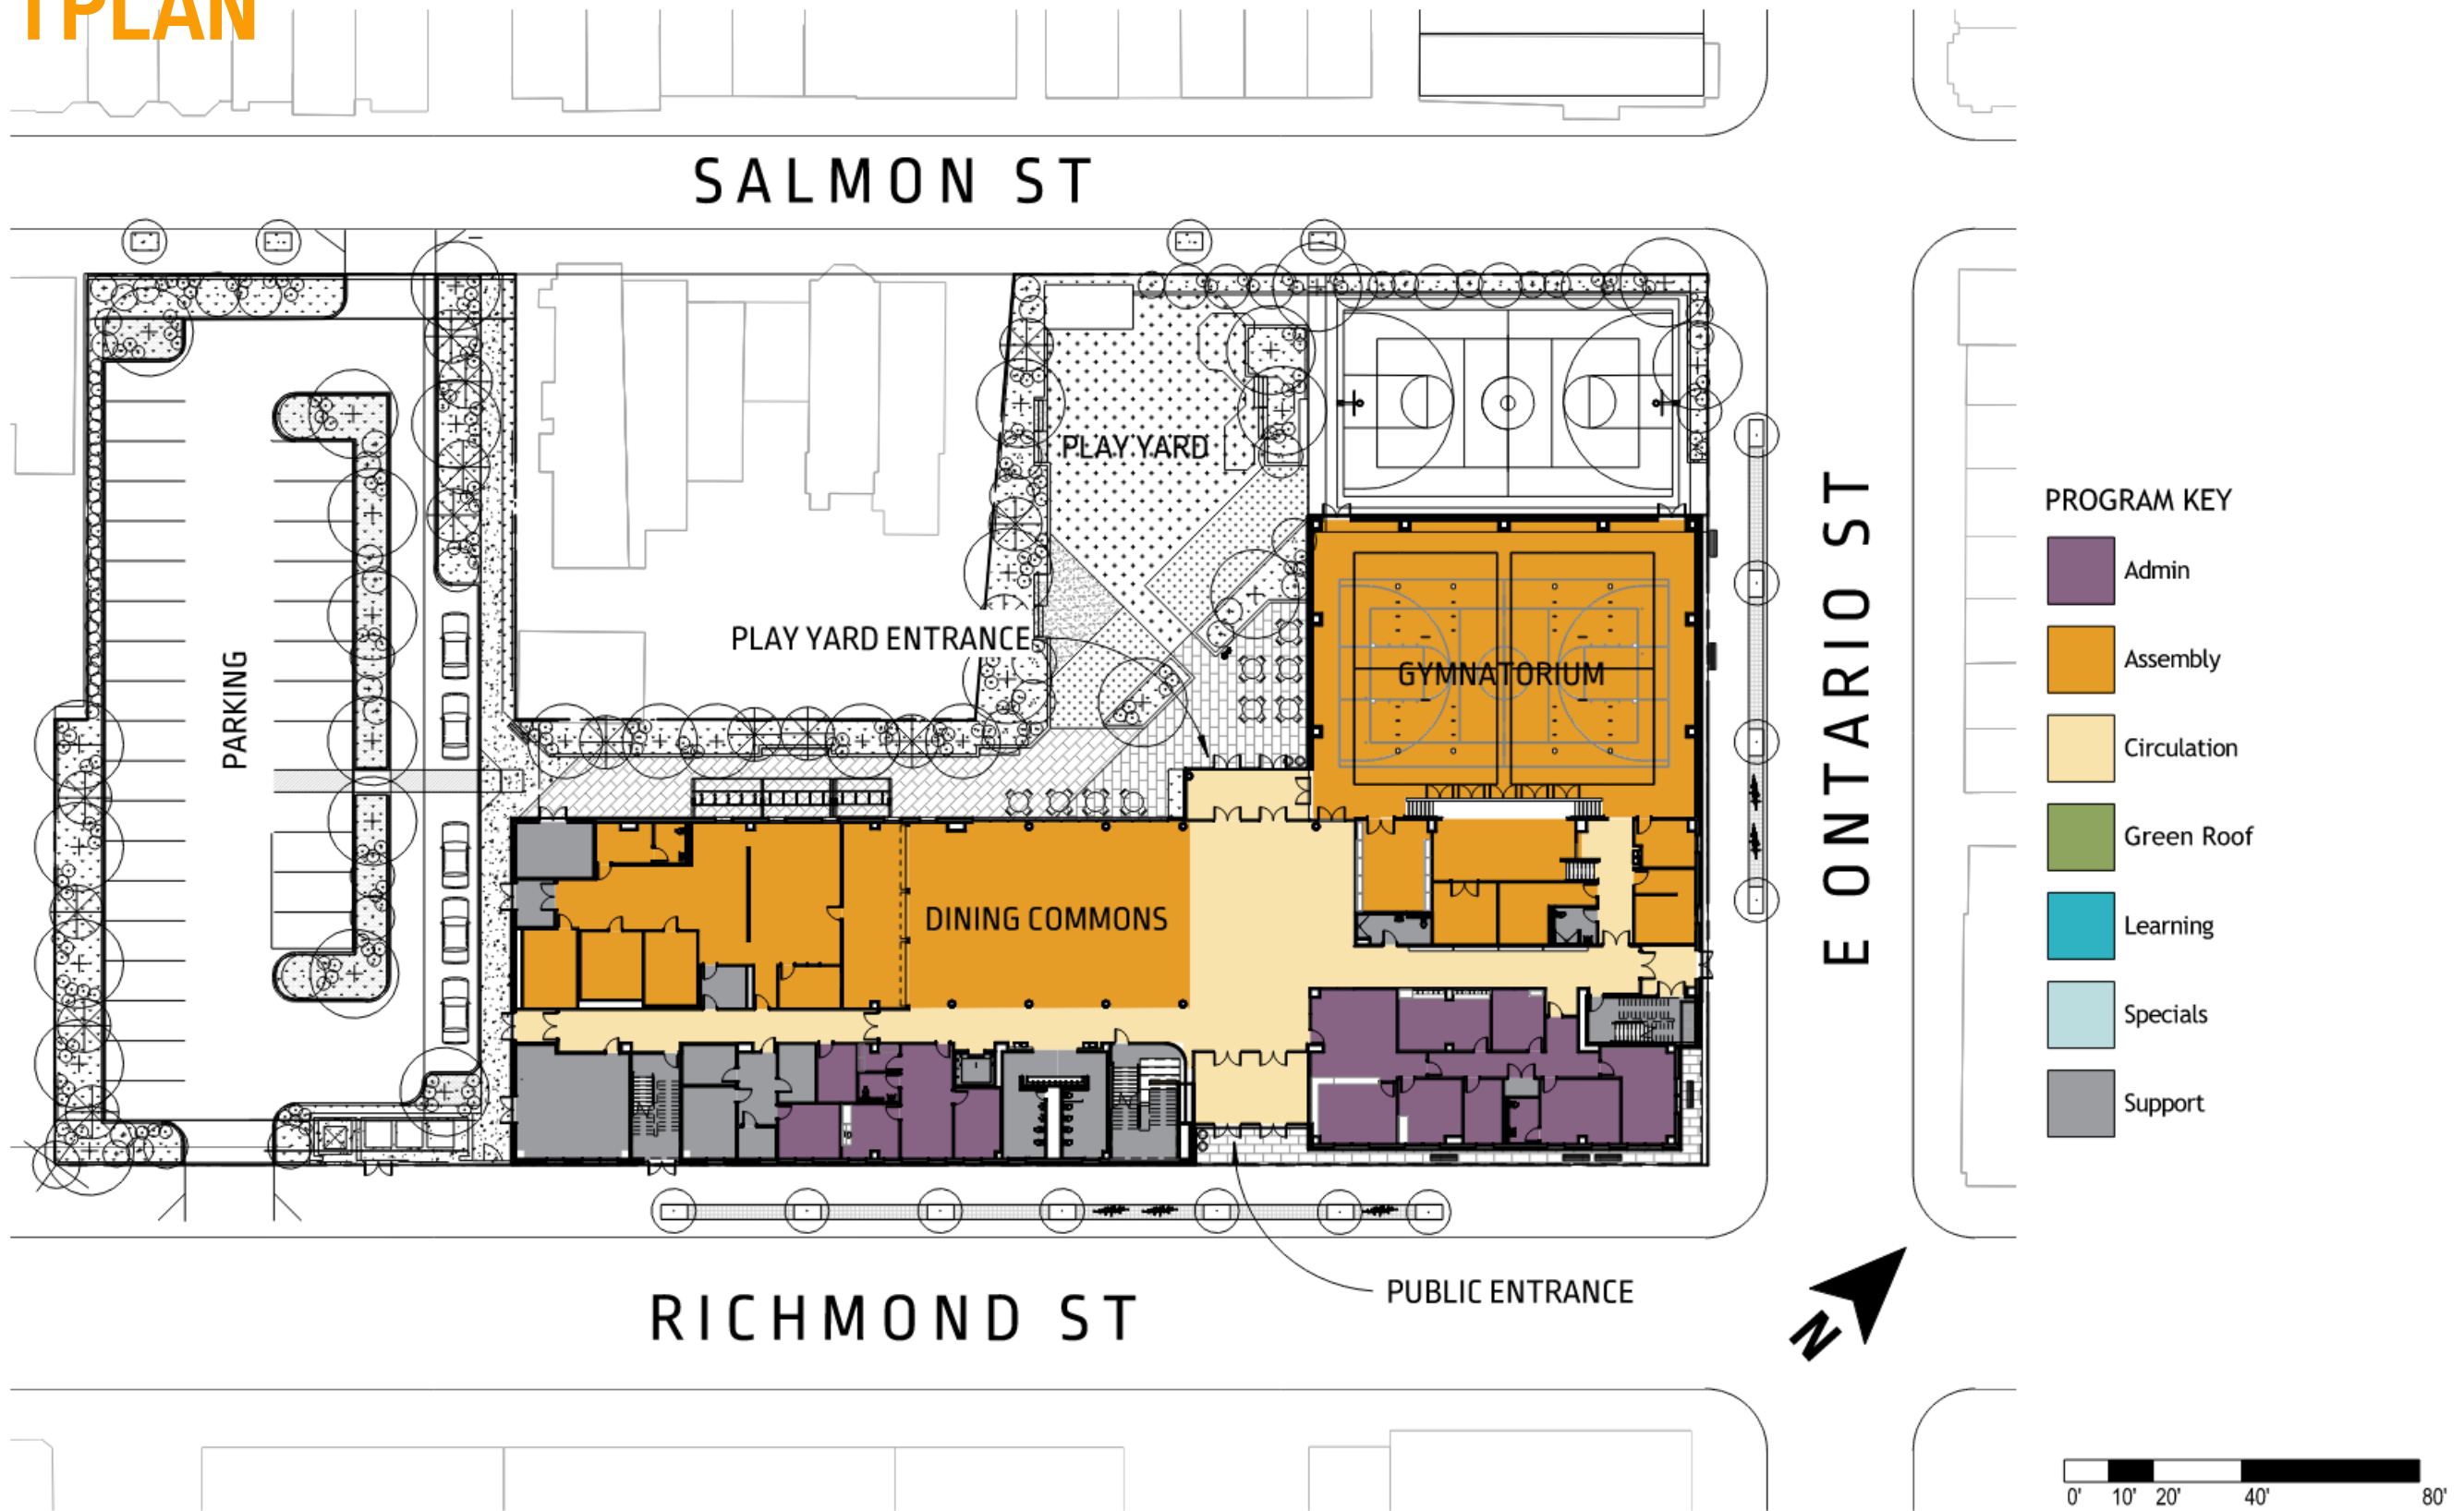 TPLAN
SALMON ST
PLAY YARD
PLAY YARD ENTRANCE
PARKING
GYMNATORIUM
DINING COMMONS
E ONTARIO ST
PROGRAM KEY
Admin
Assembly
Circulation
Green Roof
Learning
Specials
Support
PUBLIC ENTRANCE
RICHMOND ST
N
0' 10' 20' 40' 80'